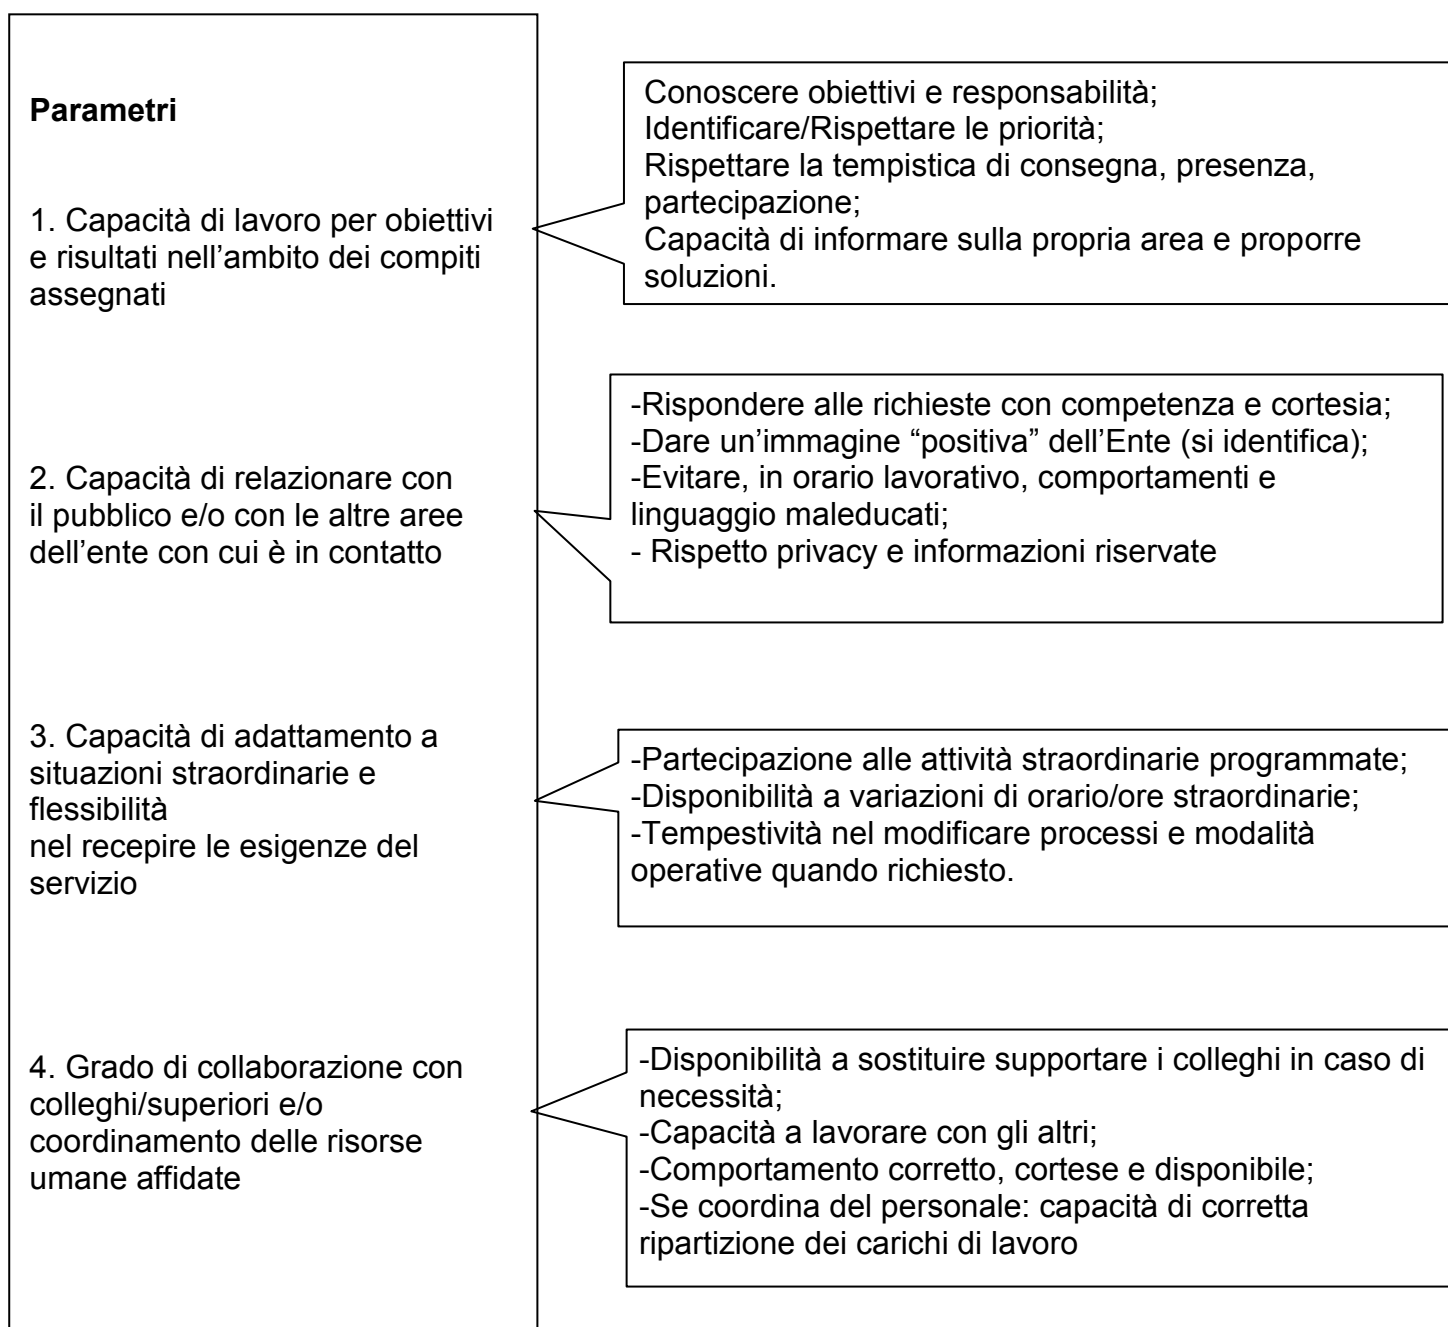 Parametri
1. Capacità di lavoro per obiettivi
e risultati nell’ambito dei compiti
assegnati
Conoscere obiettivi e responsabilità;
Identificare/Rispettare le priorità;
Rispettare la tempistica di consegna, presenza,
partecipazione;
Capacità di informare sulla propria area e proporre
soluzioni.
2. Capacità di relazionare con
il pubblico e/o con le altre aree
dell’ente con cui è in contatto
-Rispondere alle richieste con competenza e cortesia;
-Dare un’immagine “positiva” dell’Ente (si identifica);
-Evitare, in orario lavorativo, comportamenti e
linguaggio maleducati;
- Rispetto privacy e informazioni riservate
3. Capacità di adattamento a
situazioni straordinarie e
flessibilità
nel recepire le esigenze del
servizio
-Partecipazione alle attività straordinarie programmate;
-Disponibilità a variazioni di orario/ore straordinarie;
-Tempestività nel modificare processi e modalità
operative quando richiesto.
4. Grado di collaborazione con
colleghi/superiori e/o
coordinamento delle risorse
umane affidate
-Disponibilità a sostituire supportare i colleghi in caso di
necessità;
-Capacità a lavorare con gli altri;
-Comportamento corretto, cortese e disponibile;
-Se coordina del personale: capacità di corretta
ripartizione dei carichi di lavoro